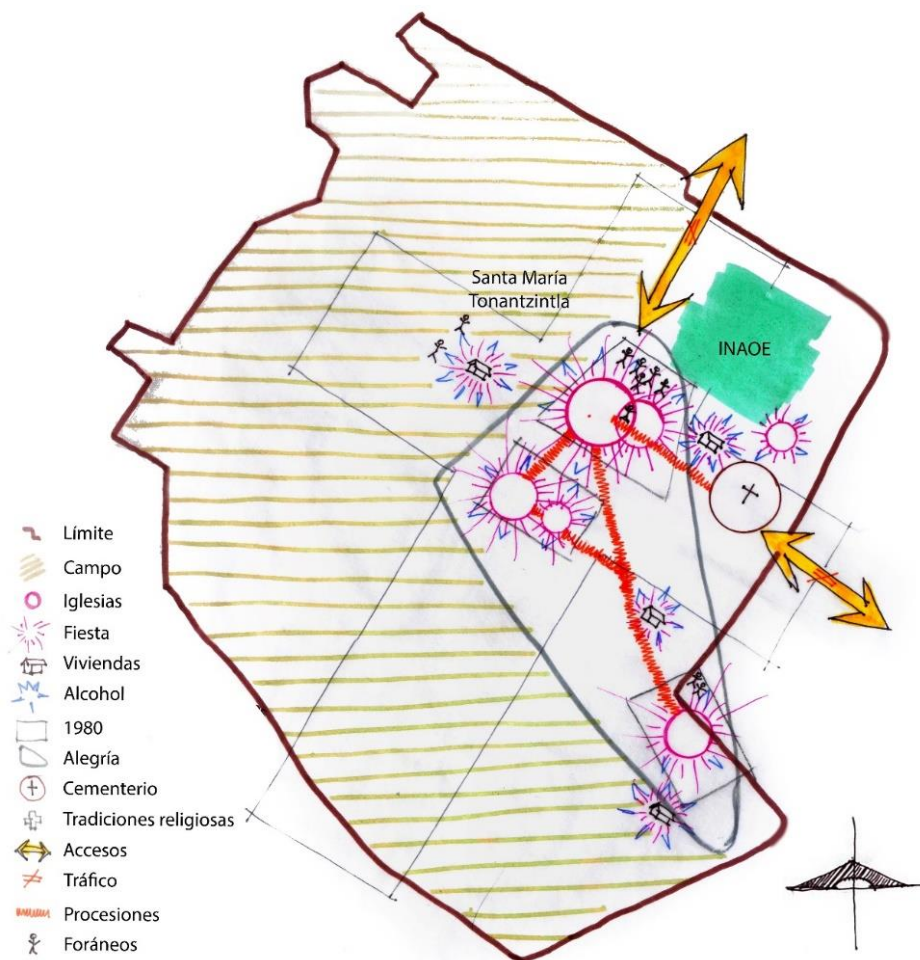 Santa María
Tonantzintla
INAOE
Límite
Campo
Iglesias
Fiesta
Viviendas
Alcohol
1980
Alegría
Cementerio
Tradiciones religiosas
Accesos
Tráfico
Procesiones
Foráneos